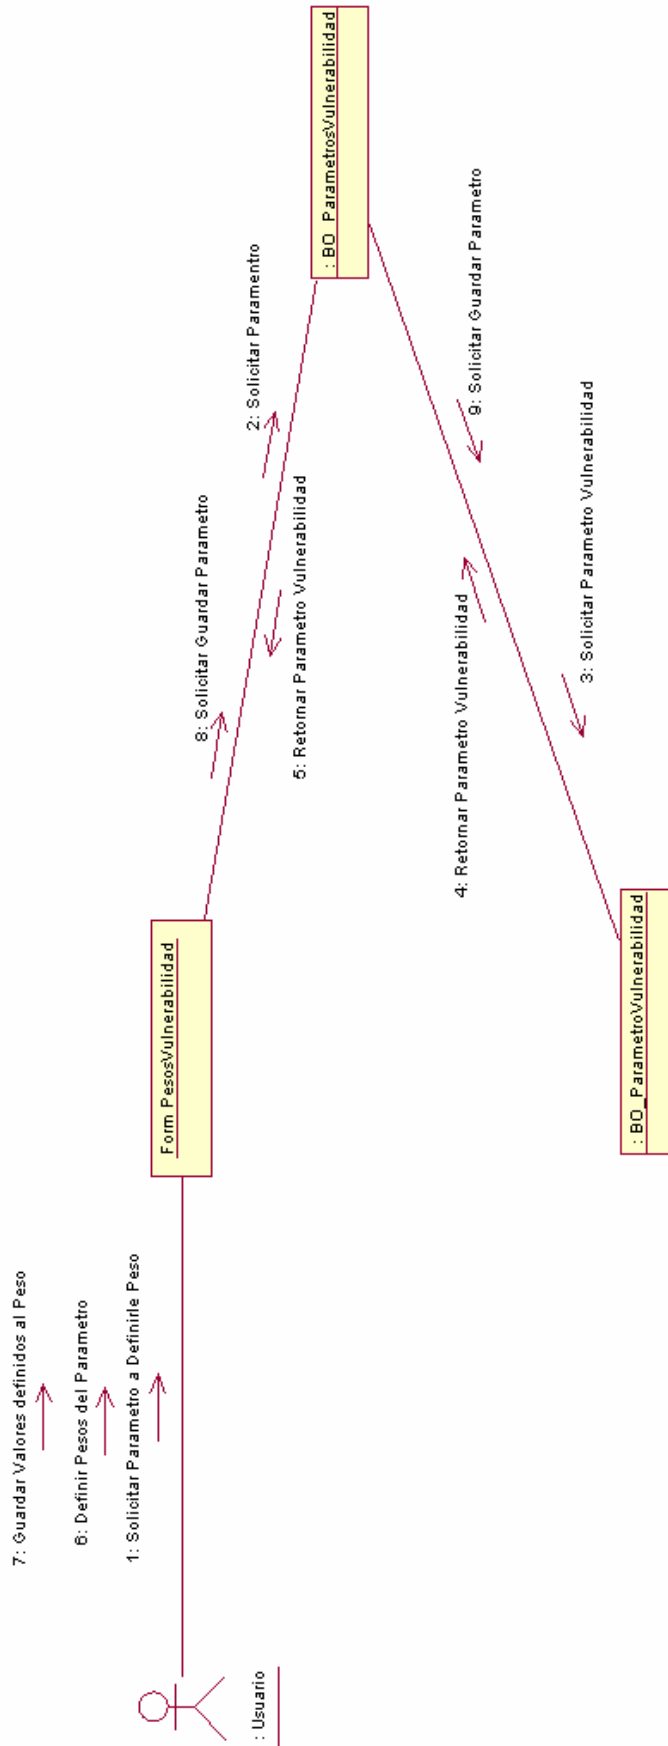 7: Guardar Valores definidos al Peso
6: Definir Pesos del Parametro
1: Solicitar Parametro a Definirle Peso
: Usuario
Form PesosVulnerabilidad
8: Solicitar Guardar Parametro
2: Solicitar Paramentro
5: Retornar Parametro Vulnerabilidad
: BO_ParametrosVulnerabilidad
9: Solicitar Guardar Parametro
4: Retornar Parametro Vulnerabilidad
3: Solicitar Parametro Vulnerabilidad
: BO_ParametroVulnerabilidad